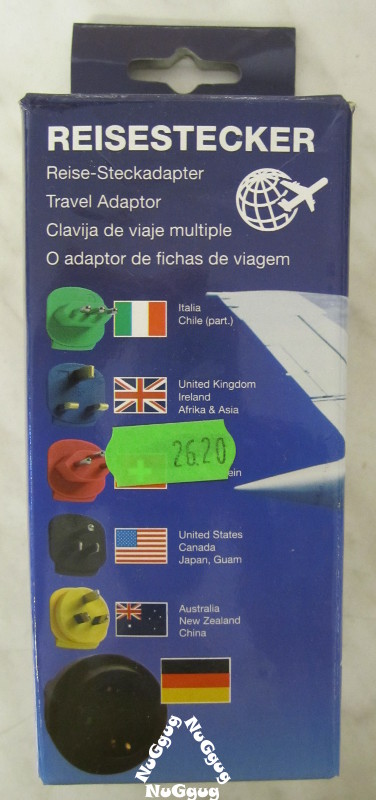 REISESTECKER
Reise-Steckadapter
Travel Adaptor
Clavija de viaje multiple
O adaptor de fichas de viagem
Italia
Chile (part.)
United Kingdom
Ireland
Afrika & Asia
26.20
United States
Canada
Japan, Guam
Australia
New Zealand
China
NuGgug
NuGgug
NuGgug